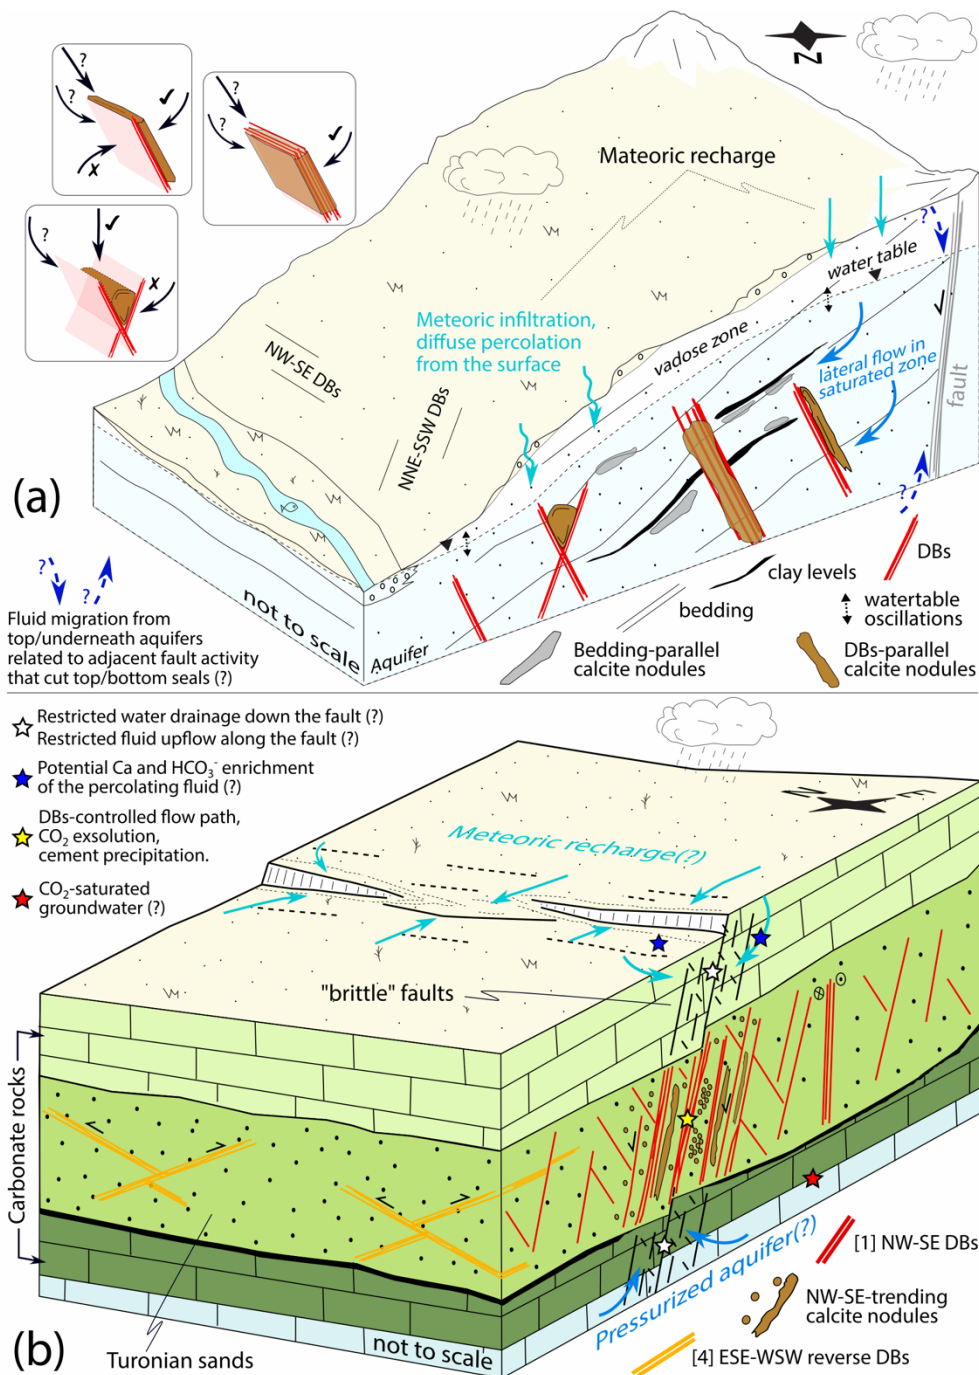 ?
?
✓
✗
?
?
✓
?
✓
✗
N
Mateoric recharge
?
water table
Meteoric infiltration,
diffuse percolation
from the surface
vadose zone
lateral flow in
saturated zone
fault
NW-SE DBs
NNE-SSW DBs
(a)
?
?
?
Fluid migration from
top/underneath aquifers
related to adjacent fault activity
that cut top/bottom seals (?)
not to scale
Aquifer
DBs
clay levels
bedding
watertable
oscillations
Bedding-parallel
calcite nodules
DBs-parallel
calcite nodules
Restricted water drainage down the fault (?)
Restricted fluid upflow along the fault (?)
Potential Ca and HCO₃⁻ enrichment
of the percolating fluid (?)
DBs-controlled flow path,
CO₂ exsolution,
cement precipitation.
CO₂-saturated
groundwater (?)
N
E
Meteoric recharge(?)
"brittle" faults
Carbonate rocks
Pressurized aquifer(?)
[1] NW-SE DBs
NW-SE-trending
calcite nodules
[4] ESE-WSW reverse DBs
not to scale
Turonian sands
(b)